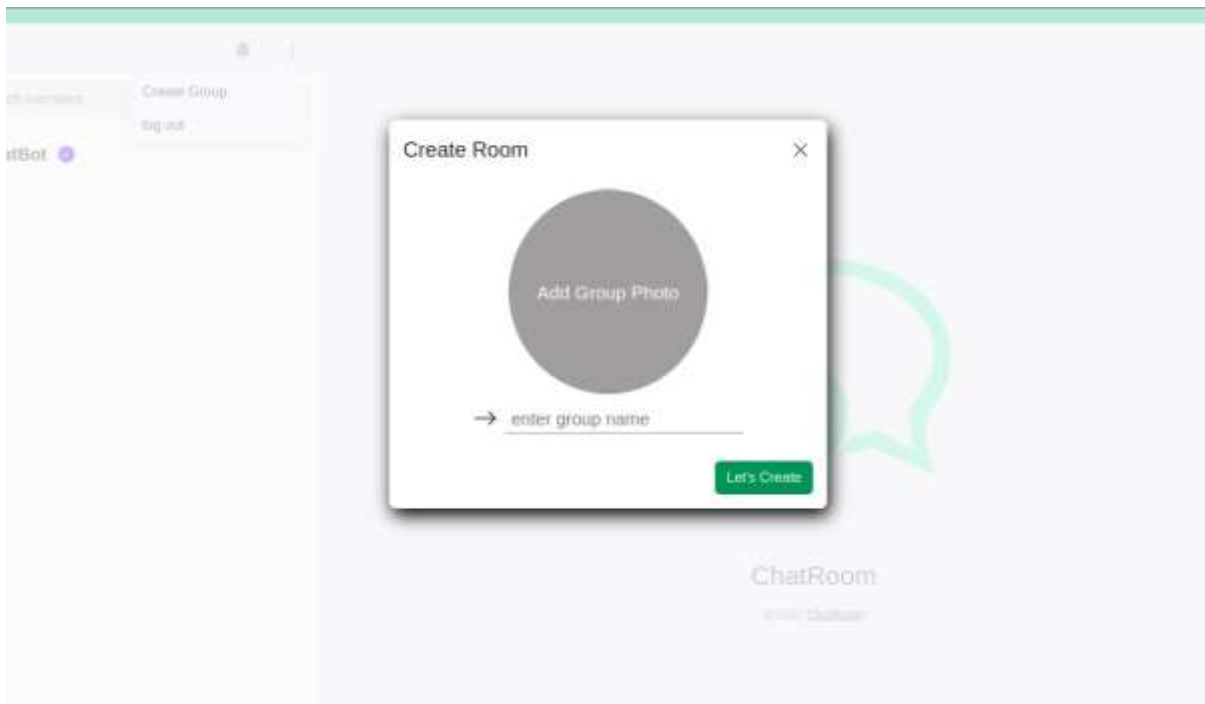 Create Group
log out
Create Room
Add Group Photo
enter group name
Let's Create
ChatRoom